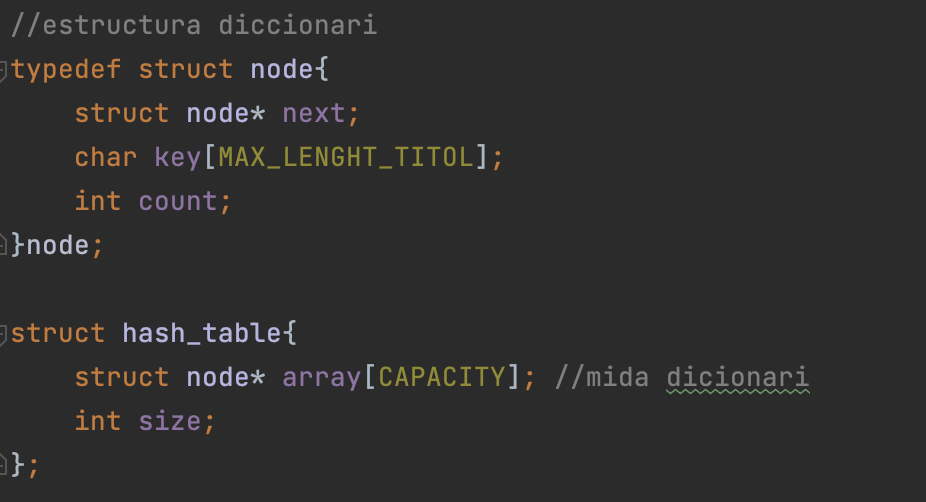 //estructura diccionari
typedef struct node{
    struct node* next;
    char key[MAX_LENGHT_TITOL];
    int count;
}node;
struct hash_table{
    struct node* array[CAPACITY]; //mida dicionari
    int size;
};